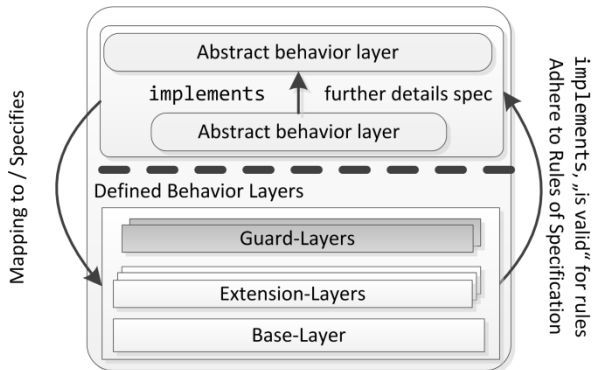 Abstract behavior layer
implements further details spec
Abstract behavior layer
Mapping to / Specifies
implements, „is valid“ for rules
Adhere to Rules of Specification
Defined Behavior Layers
Guard-Layers
Extension-Layers
Base-Layer